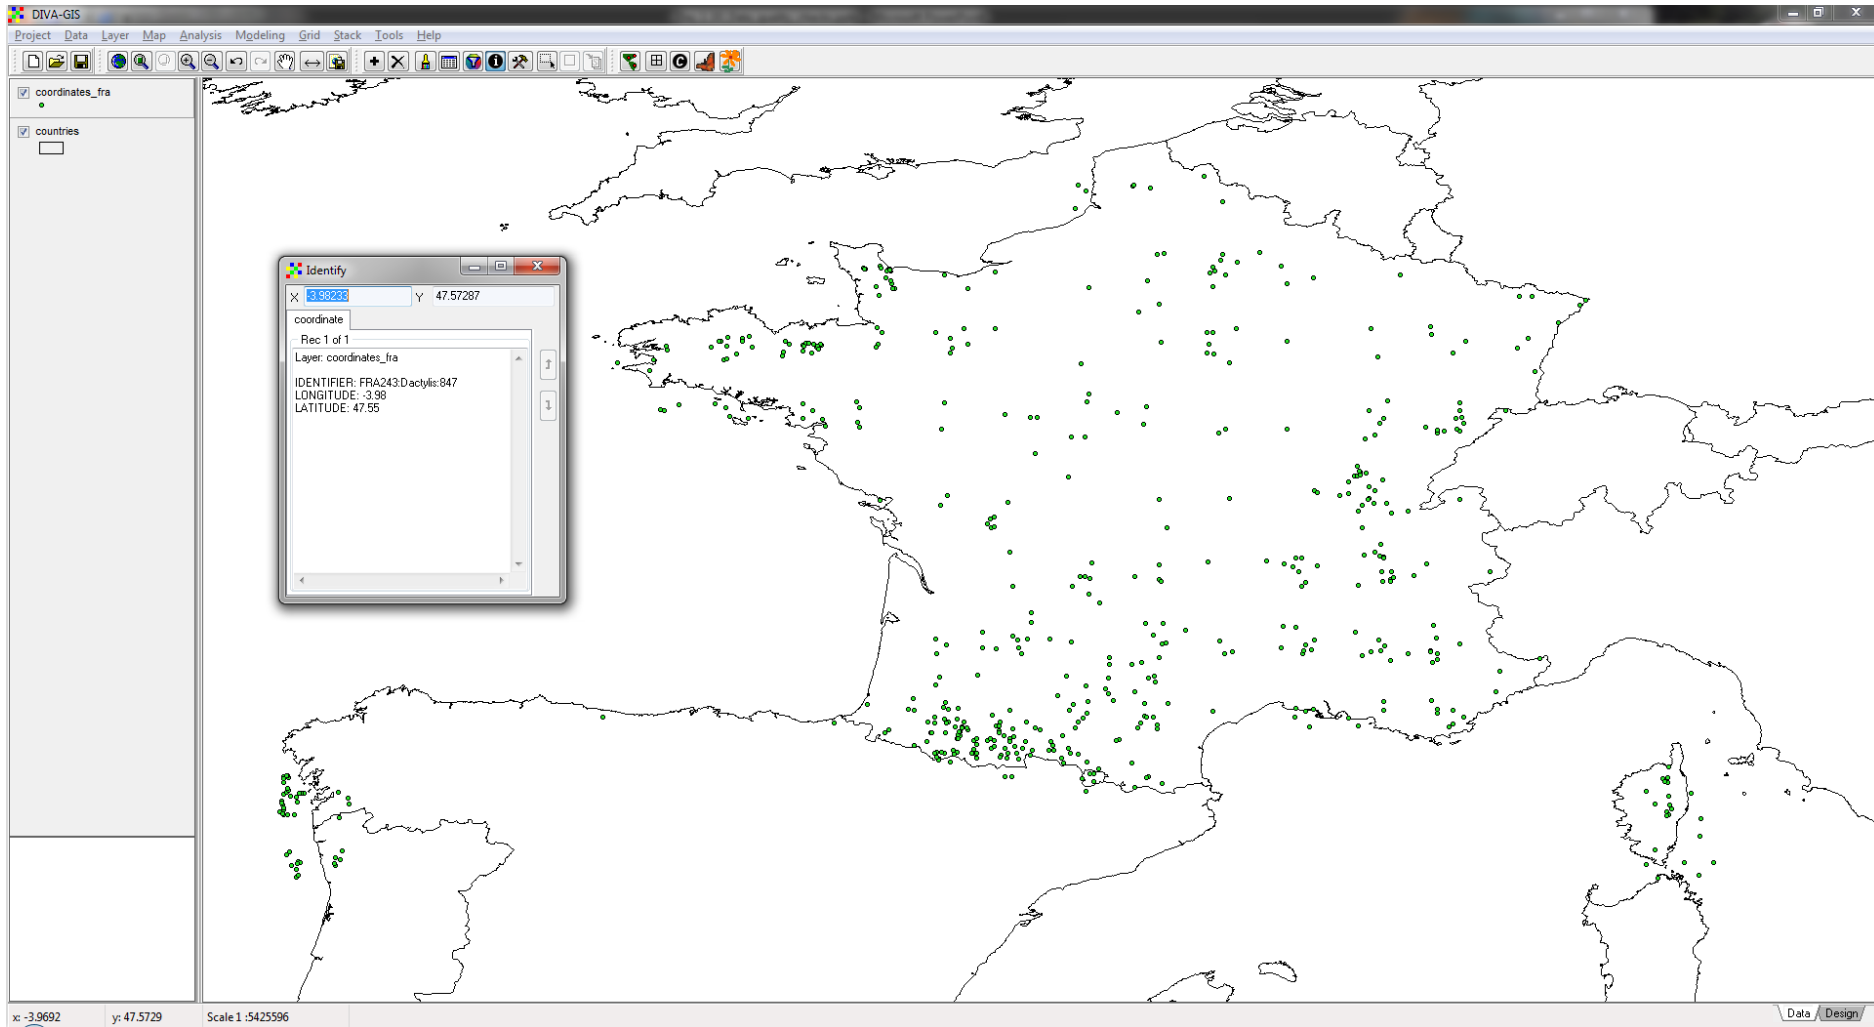 DIVA-GIS
Project Data Layer Map Analysis Modeling Grid Stack Tools Help
coordinates_fra
countries
Identify
X -3.98233 Y 47.57287
coordinate
Rec 1 of 1
Layer: coordinates_fra
IDENTIFIER: FRA243:Dactylis:847
LONGITUDE: -3.98
LATITUDE: 47.55
x: -3.9692 y: 47.5729 Scale 1 :5425596
Data Design